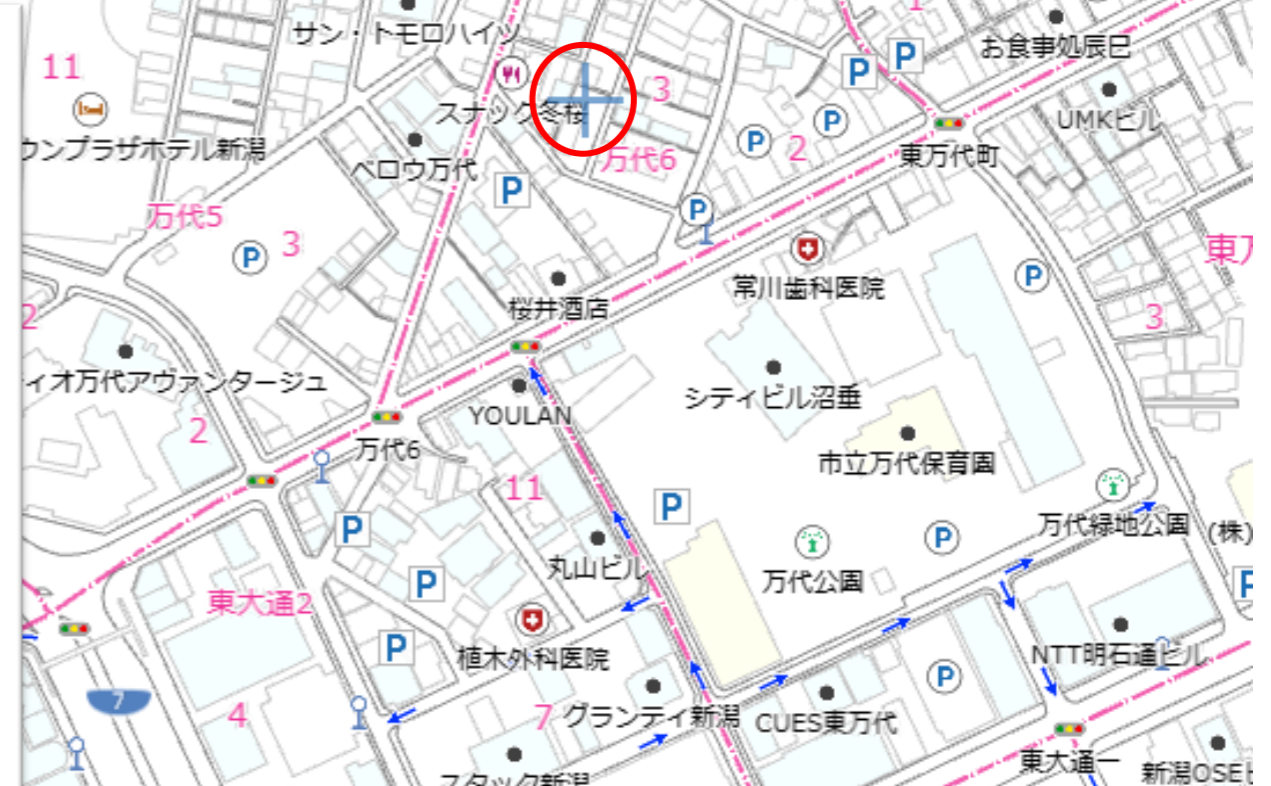 1
サン・トモロハイツ
お食事処辰巳
11
P
P
3
スナック冬桜
UMKビル
P
P
2
ウンプラザホテル新潟
ベロウ万代
万代6
東万代町
P
万代5
P
3
P
常川歯科医院
P
東万
桜井酒店
2
3
ィオ万代アヴァンタージュ
シティビル沼垂
YOULAN
2
万代6
市立万代保育園
11
P
P
万代緑地公園
(株)
P
丸山ビル
万代公園
P
P
東大通2
植木外科医院
P
NTT明石通ビル
7
P
4
7
グランティ新潟
CUES東万代
スタック新潟
東大通一
新潟OSEビ